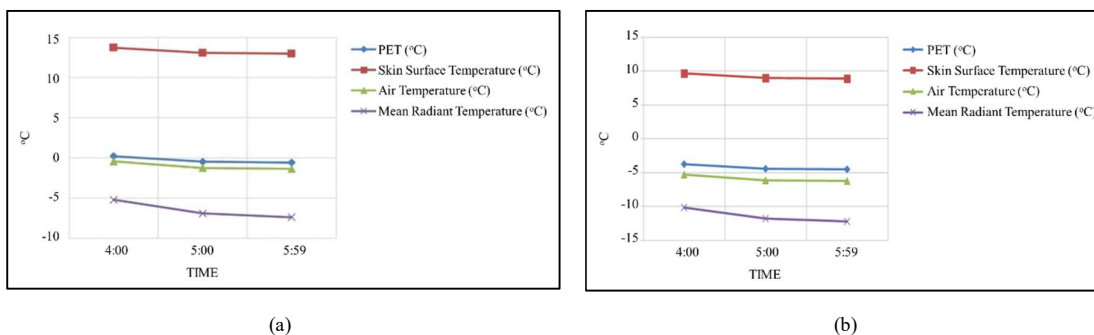 15
10
5
0
-5
-10
°C
4:00 5:00 5:59
TIME
PET (°C)
Skin Surface Temperature (°C)
Air Temperature (°C)
Mean Radiant Temperature (°C)
(a)
15
10
5
0
-5
-10
-15
°C
4:00 5:00 5:59
TIME
PET (°C)
Skin Surface Temperature (°C)
Air Temperature (°C)
Mean Radiant Temperature (°C)
(b)